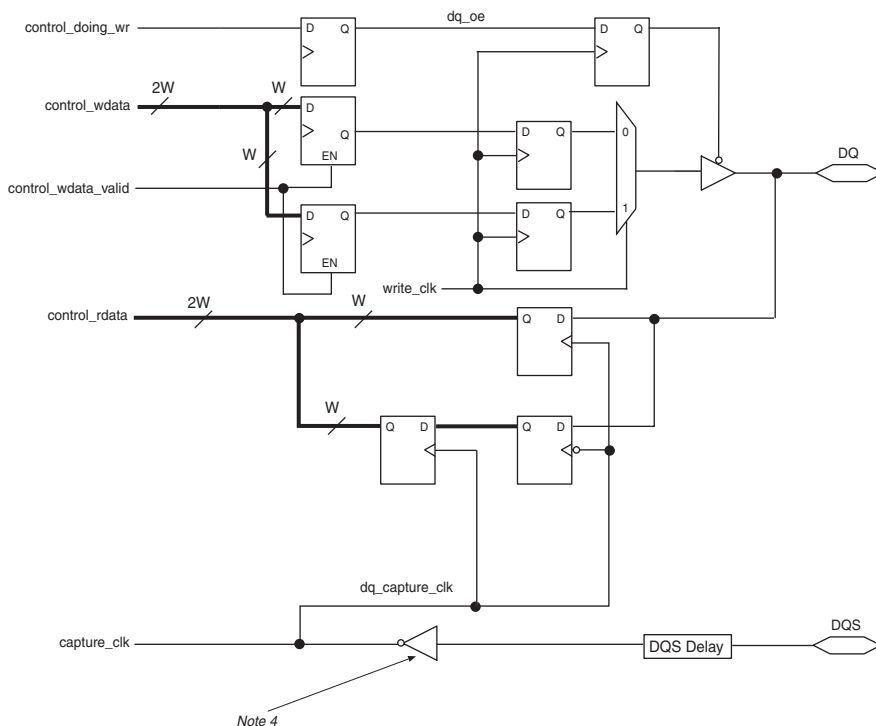 control_doing_wr
D Q
dq_oe
D Q
2W
W
control_wdata
D
Q
EN
W
D Q
0
DQ
control_wdata_valid
D Q
EN
D Q
1
write_clk
control_rdata
2W
W
Q D
W
Q D
Q D
dq_capture_clk
capture_clk
DQS Delay
DQS
Note 4